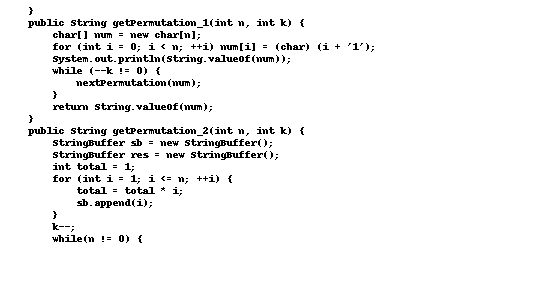 }
public String getPermutation_1(int n, int k) {
char[] num = new char[n];
for (int i = 0; i < n; ++i) num[i] = (char) (i + '1');
System.out.println(String.valueOf(num));
while (--k != 0) {
nextPermutation(num);
}
return String.valueOf(num);
}
public String getPermutation_2(int n, int k) {
StringBuffer sb = new StringBuffer();
StringBuffer res = new StringBuffer();
int total = 1;
for (int i = 1; i <= n; ++i) {
total = total * i;
sb.append(i);
}
k--;
while(n != 0) {